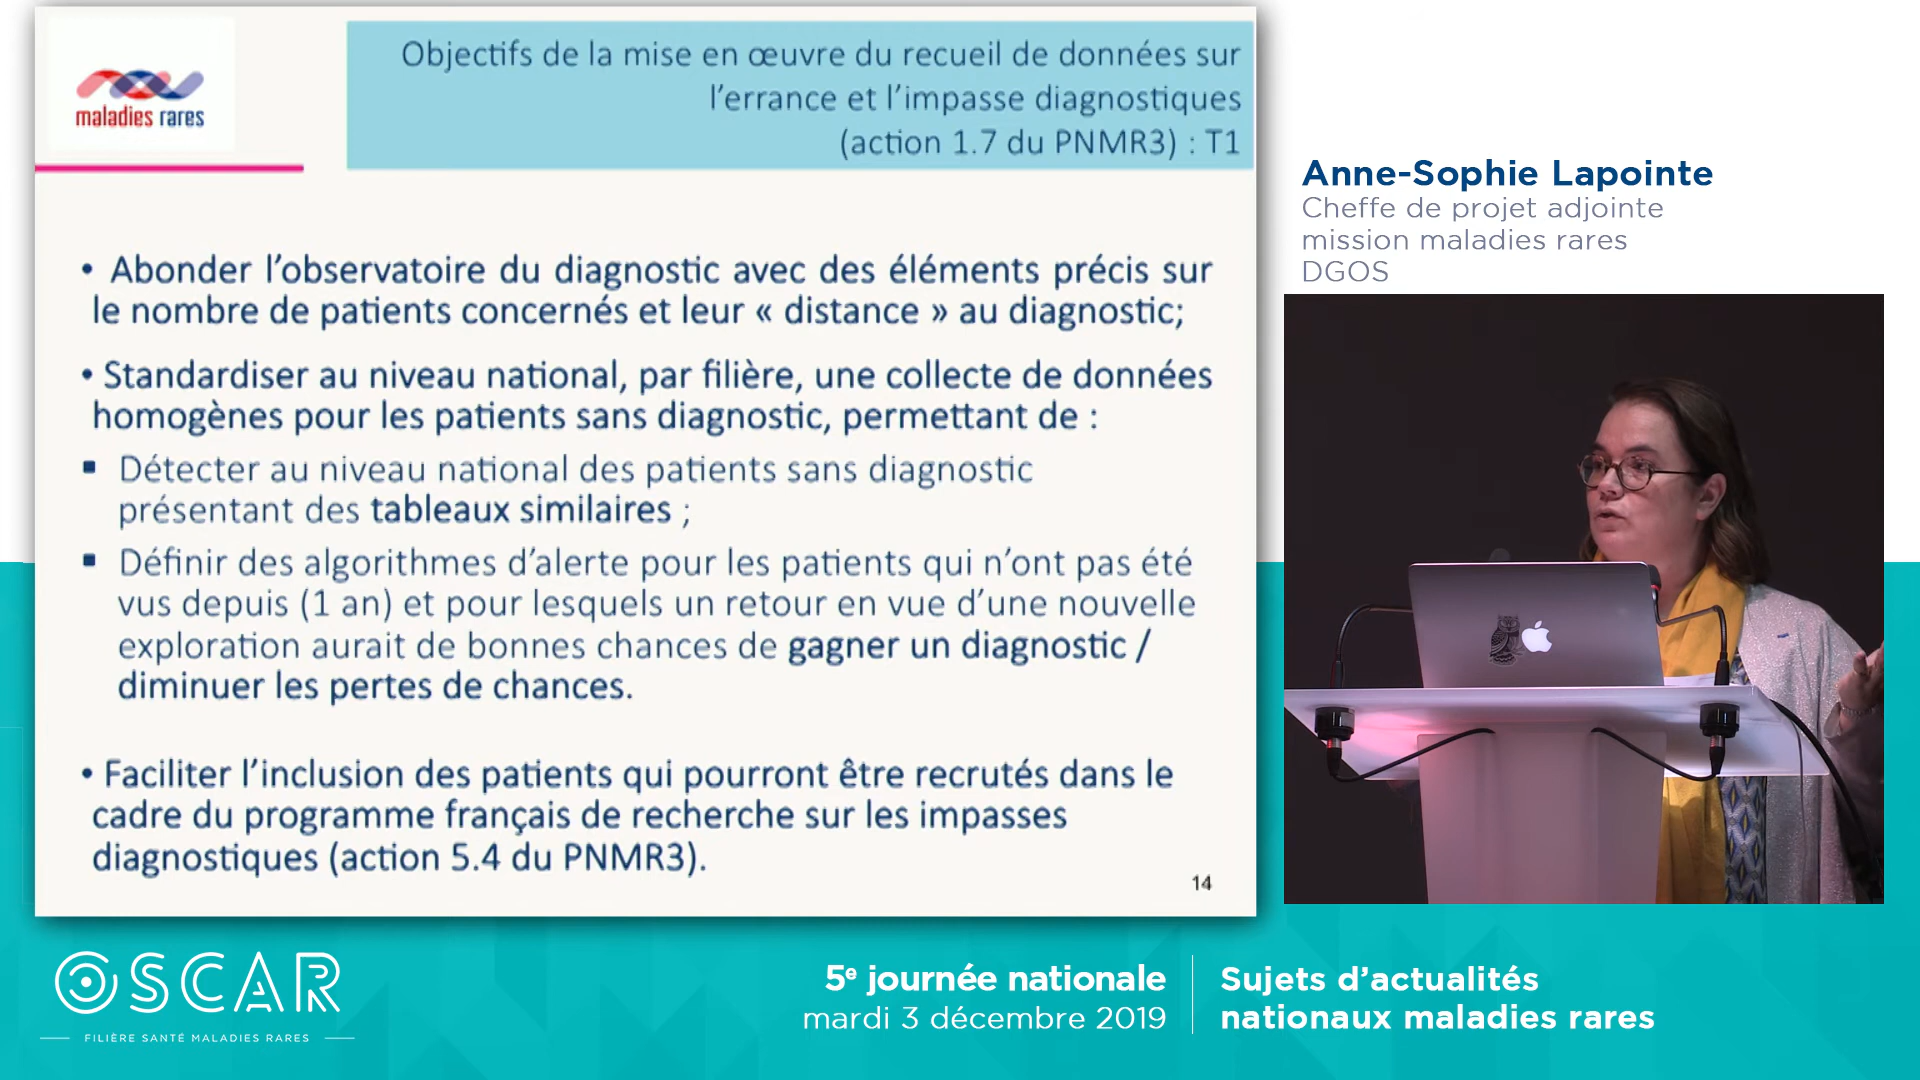 maladies rares
Objectifs de la mise en œuvre du recueil de données sur
l’errance et l’impasse diagnostiques
(action 1.7 du PNMR3) : T1
• Abonder l’observatoire du diagnostic avec des éléments précis sur
le nombre de patients concernés et leur « distance » au diagnostic;
• Standardiser au niveau national, par filière, une collecte de données
homogènes pour les patients sans diagnostic, permettant de :
▪ Détecter au niveau national des patients sans diagnostic
présentant des tableaux similaires ;
▪ Définir des algorithmes d’alerte pour les patients qui n’ont pas été
vus depuis (1 an) et pour lesquels un retour en vue d’une nouvelle
exploration aurait de bonnes chances de gagner un diagnostic /
diminuer les pertes de chances.
• Faciliter l’inclusion des patients qui pourront être recrutés dans le
cadre du programme français de recherche sur les impasses
diagnostiques (action 5.4 du PNMR3).
14
Anne-Sophie Lapointe
Cheffe de projet adjointe
mission maladies rares
DGOS
OSCAR
FILIÈRE SANTÉ MALADIES RARES
5e journée nationale
mardi 3 décembre 2019
Sujets d’actualités
nationaux maladies rares